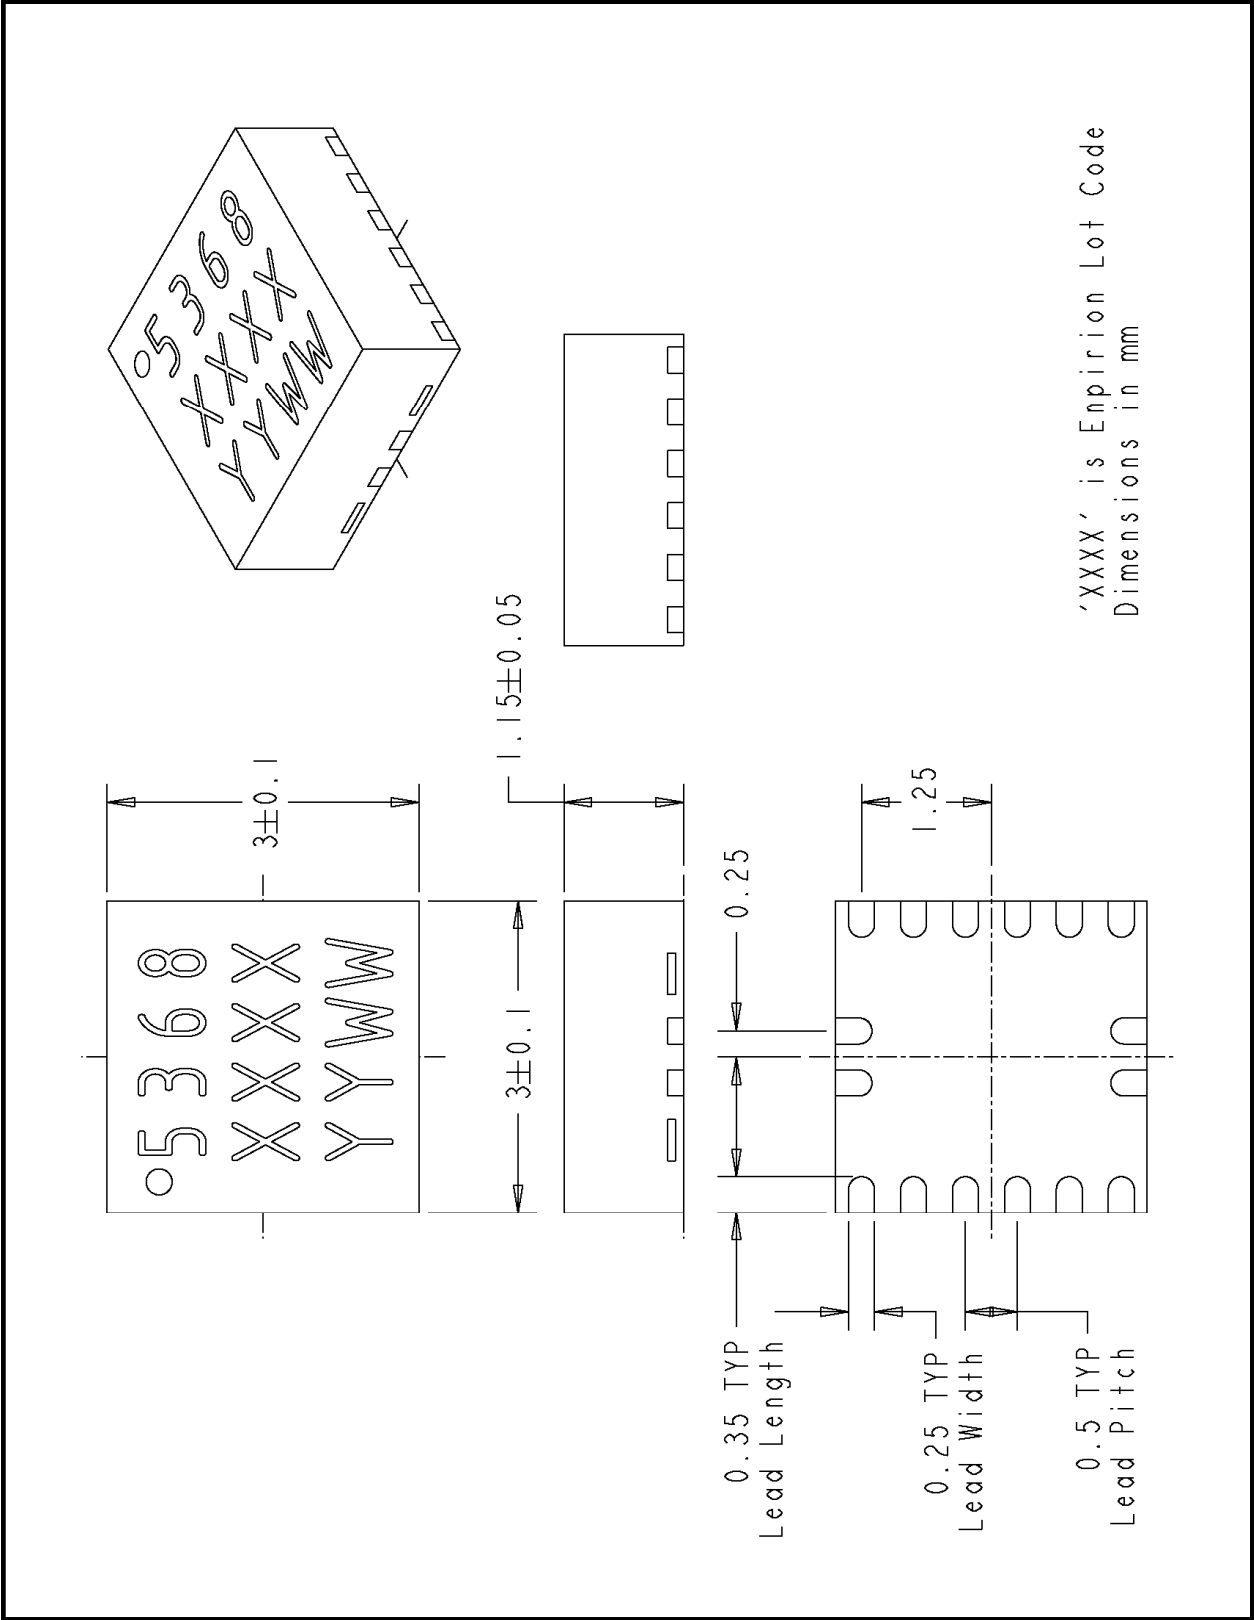 5368
XXXX
YYWW
3±0.1
3±0.1
5368
XXXX
YYWW
1.15±0.05
0.25
0.35 TYP
Lead Length
1.25
0.25 TYP
Lead Width
0.5 TYP
Lead Pitch
'XXXX' is Enpirion Lot Code
Dimensions in mm